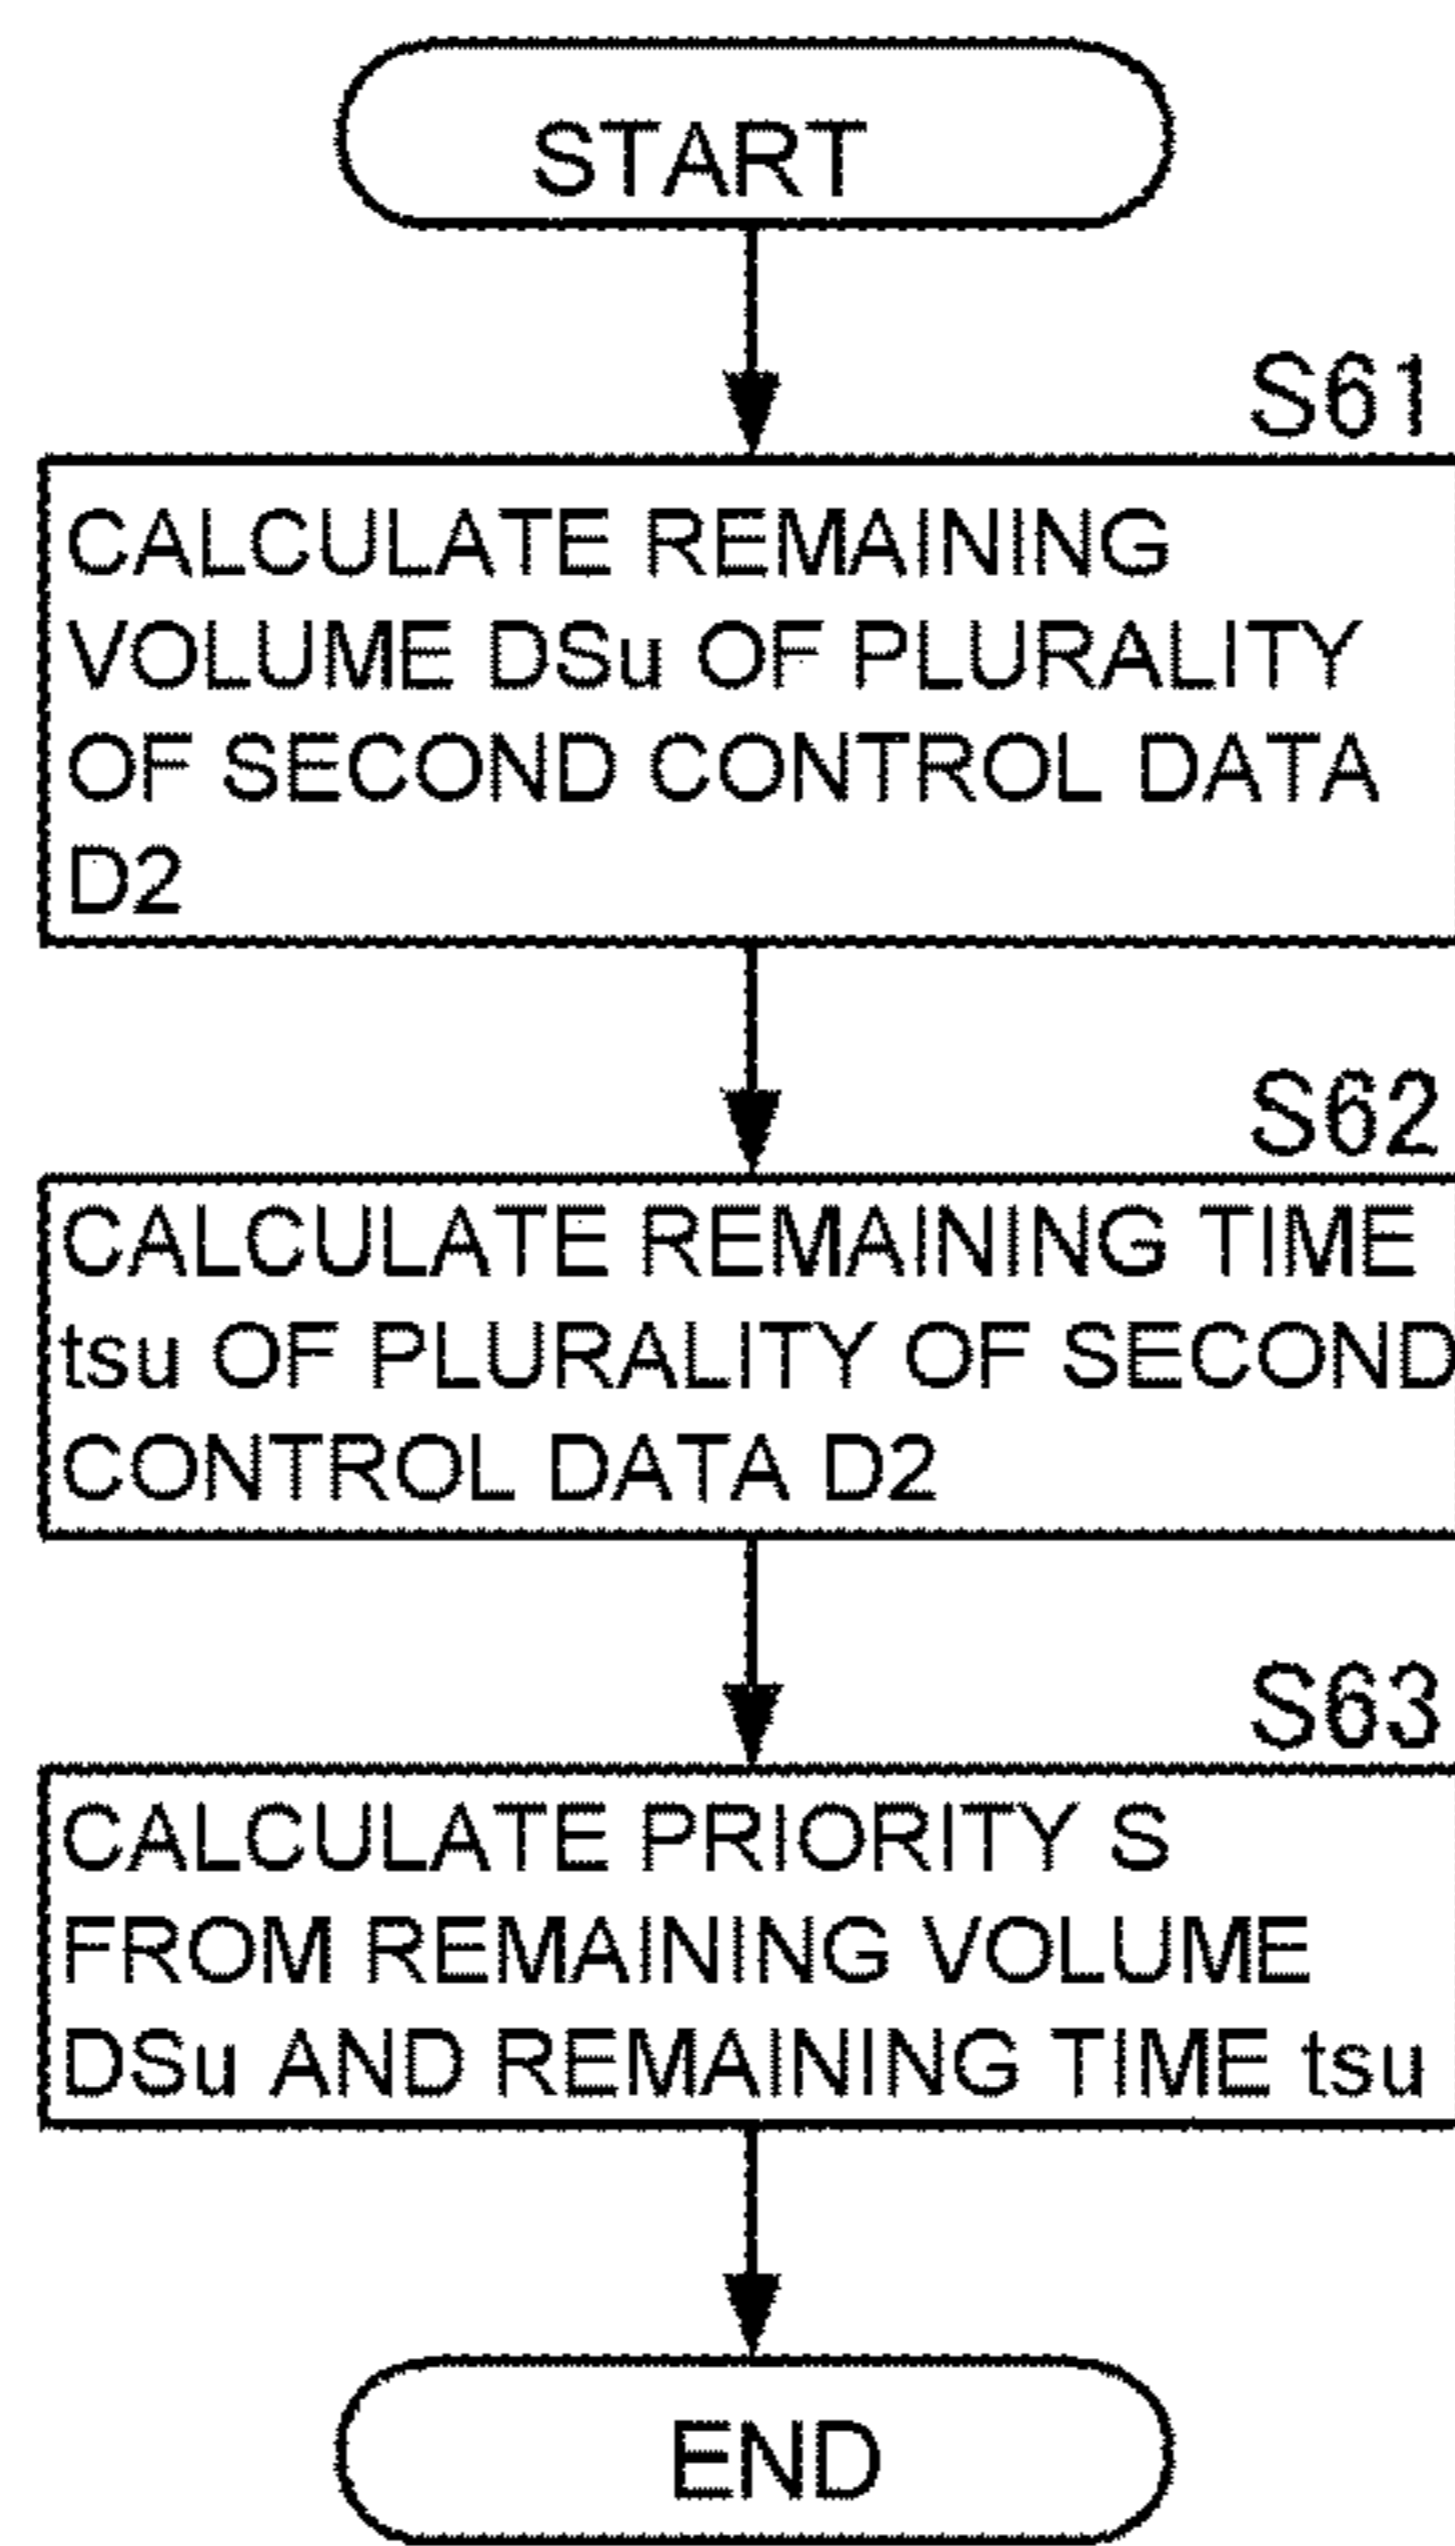 START
S61
CALCULATE REMAINING
VOLUME DSu OF PLURALITY
OF SECOND CONTROL DATA
D2
S62
CALCULATE REMAINING TIME
tsu OF PLURALITY OF SECOND
CONTROL DATA D2
S63
CALCULATE PRIORITY S
FROM REMAINING VOLUME
DSu AND REMAINING TIME tsu
END